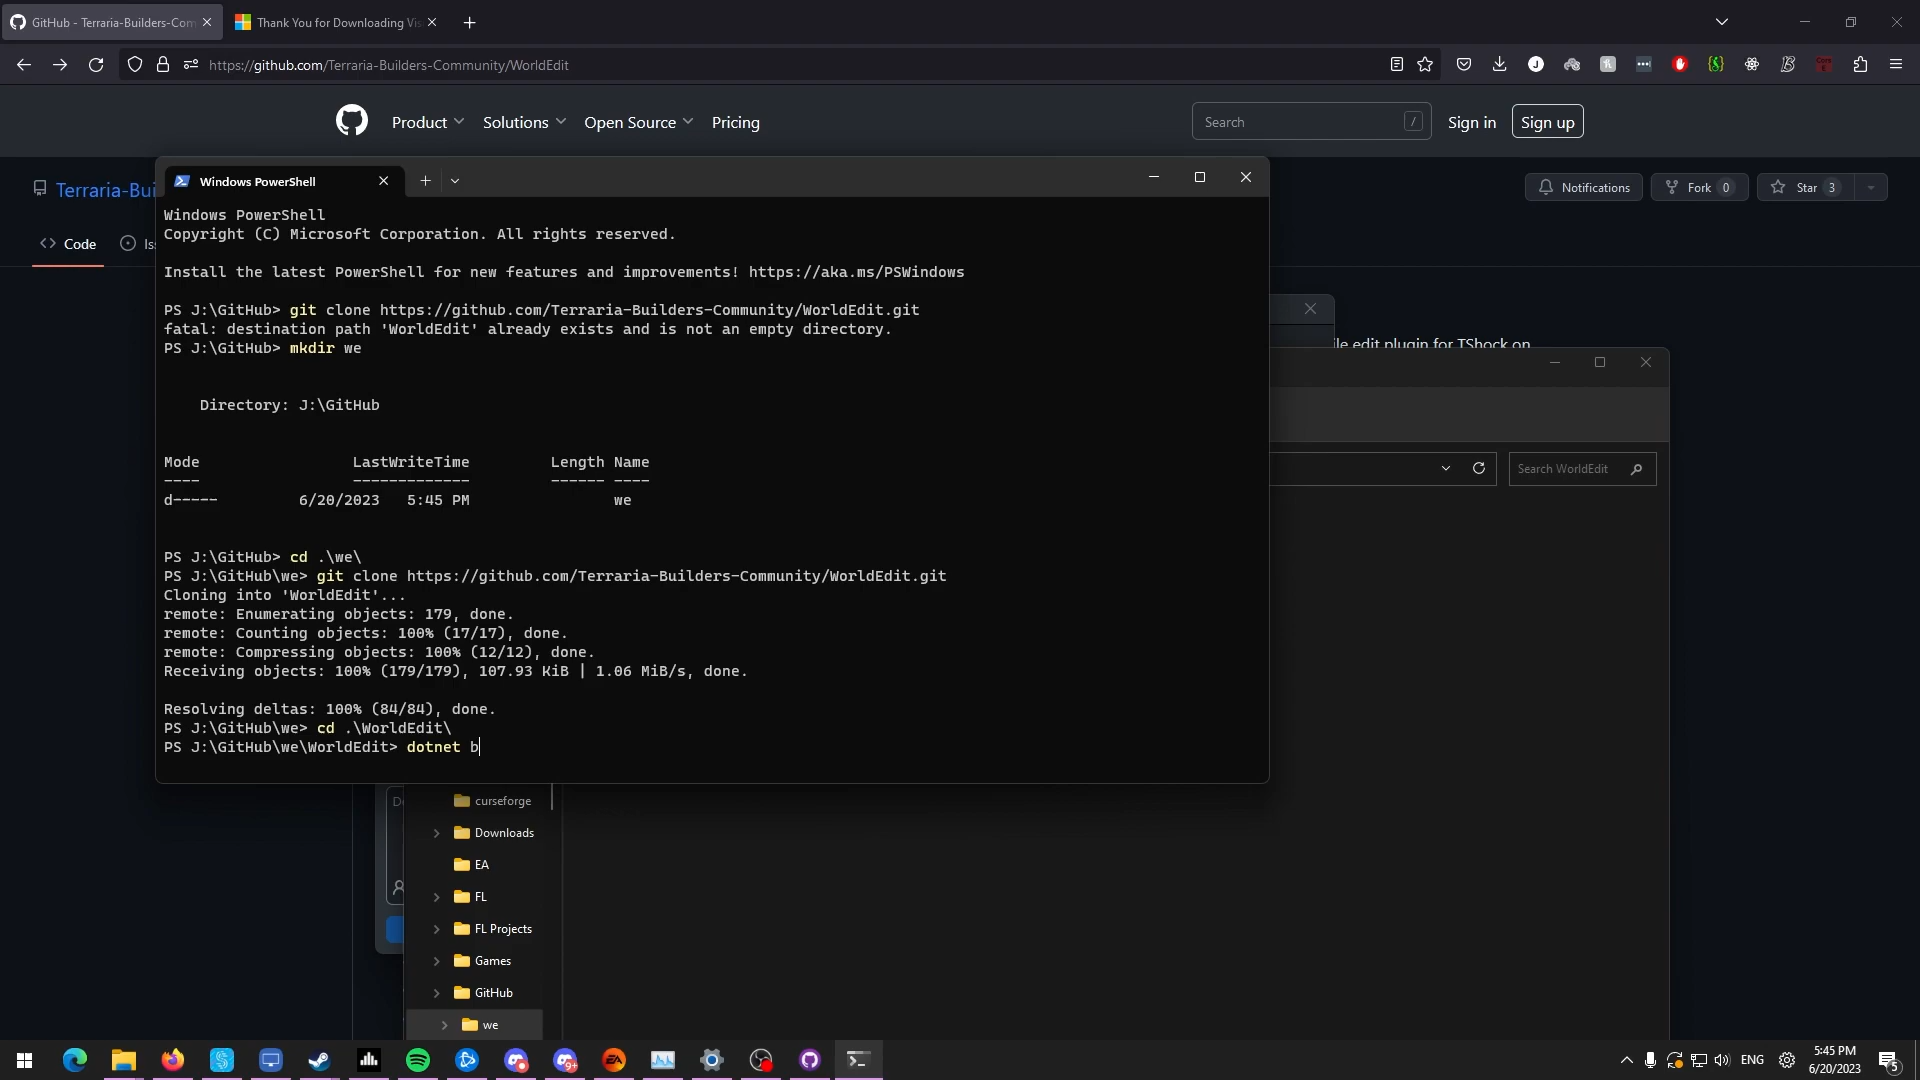 GitHub - Terraria-Builders-Com
Thank You for Downloading Vis
https://github.com/Terraria-Builders-Community/WorldEdit
Product
Solutions
Open Source
Pricing
Search
/
Sign in
Sign up
Windows PowerShell
Terraria-Bui
Notifications
Fork 0
Star 3
Code
Iss
Windows PowerShell
Copyright (C) Microsoft Corporation. All rights reserved.
Install the latest PowerShell for new features and improvements! https://aka.ms/PSWindows
PS J:\GitHub> git clone https://github.com/Terraria-Builders-Community/WorldEdit.git
fatal: destination path 'WorldEdit' already exists and is not an empty directory.
PS J:\GitHub> mkdir we
Directory: J:\GitHub
Mode LastWriteTime Length Name
---- ------------- ------ ----
d----- 6/20/2023 5:45 PM we
PS J:\GitHub> cd .\we\
PS J:\GitHub\we> git clone https://github.com/Terraria-Builders-Community/WorldEdit.git
Cloning into 'WorldEdit'...
remote: Enumerating objects: 179, done.
remote: Counting objects: 100% (17/17), done.
remote: Compressing objects: 100% (12/12), done.
Receiving objects: 100% (179/179), 107.93 KiB | 1.06 MiB/s, done.
Resolving deltas: 100% (84/84), done.
PS J:\GitHub\we> cd .\WorldEdit\
PS J:\GitHub\we\WorldEdit> dotnet b
ile edit plugin for TShock on
Search WorldEdit
curseforge
Downloads
EA
FL
FL Projects
Games
GitHub
we
ENG
5:45 PM
6/20/2023
5